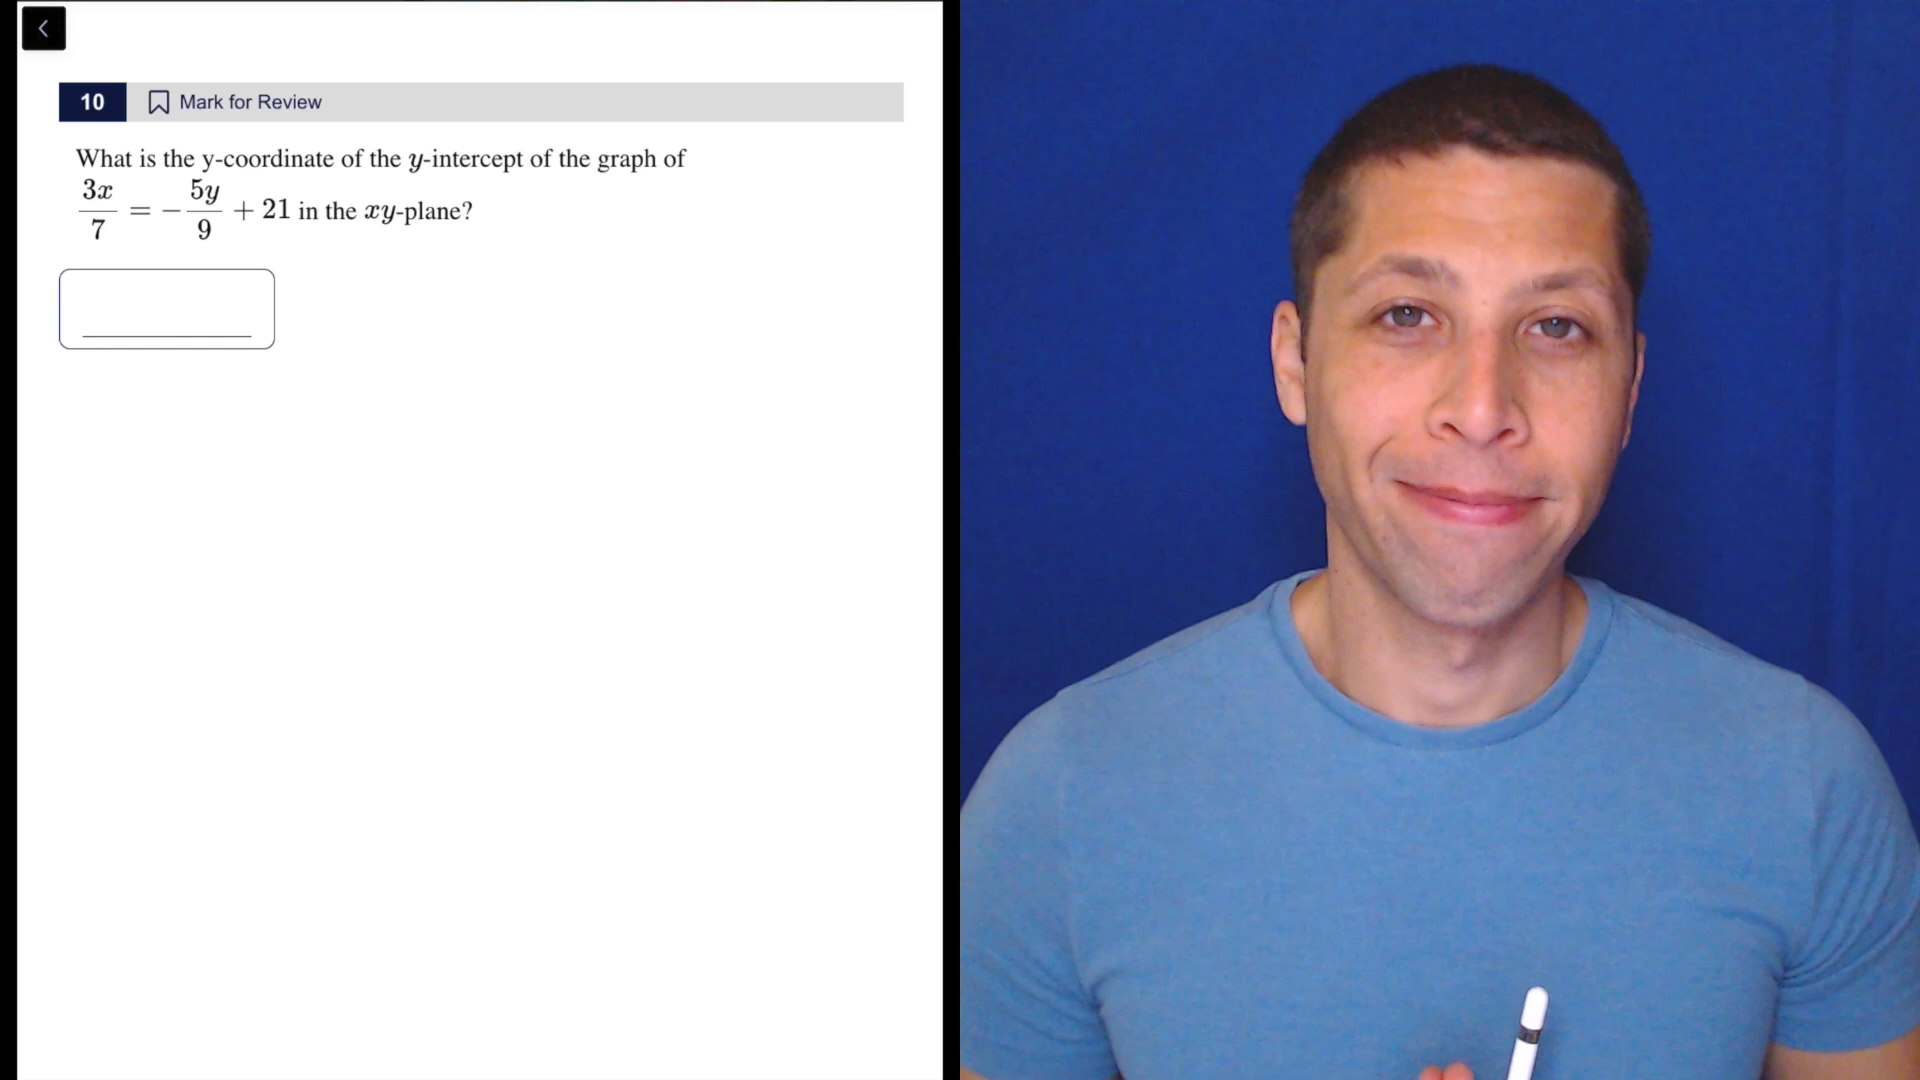 10 Mark for Review
What is the y-coordinate of the y-intercept of the graph of
3x/7 = -5y/9 + 21 in the xy-plane?